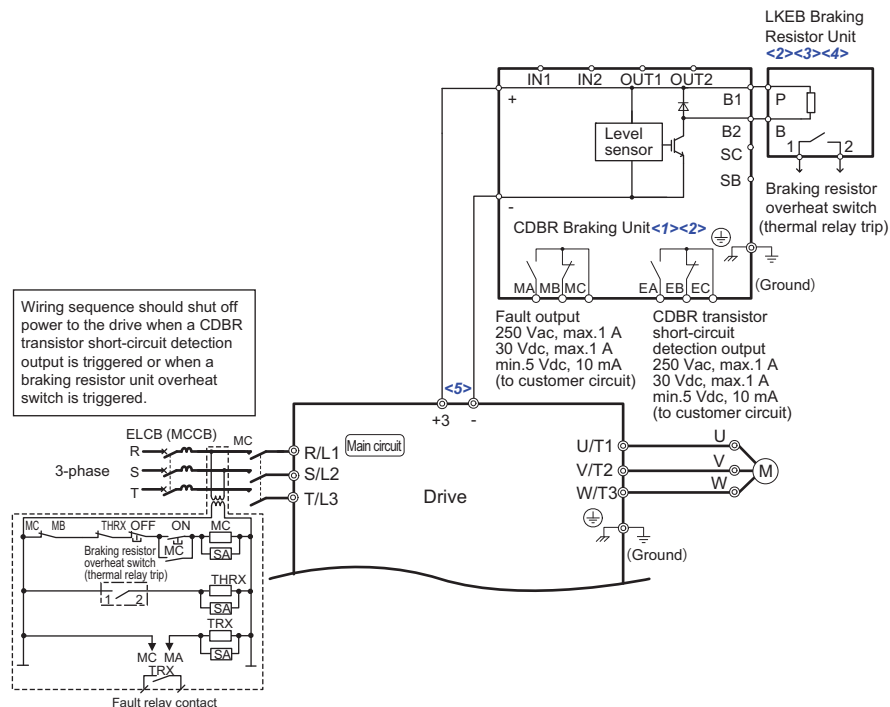 LKEB Braking
Resistor Unit
<2><3><4>
IN1 IN2 OUT1 OUT2
+
B1
P
Level
sensor
B2
B
1
2
SC
SB
-
Braking resistor
overheat switch
(thermal relay trip)
CDBR Braking Unit<1><2>
MA MB MC
EA EB EC
(Ground)
Fault output
250 Vac, max.1 A
30 Vdc, max.1 A
min.5 Vdc, 10 mA
(to customer circuit)
CDBR transistor
short-circuit
detection output
250 Vac, max.1 A
30 Vdc, max.1 A
min.5 Vdc, 10 mA
(to customer circuit)
Wiring sequence should shut off
power to the drive when a CDBR
transistor short-circuit detection
output is triggered or when a
braking resistor unit overheat
switch is triggered.
<5>
+3 -
ELCB (MCCB)
MC
3-phase
R
S
T
R/L1
S/L2
T/L3
Main circuit
Drive
U/T1
V/T2
W/T3
U
V
W
M
(Ground)
MC MB THRX OFF ON MC
MC
SA
Braking resistor
overheat switch
(thermal relay trip)
1 2
THRX
SA
TRX
SA
MC MA
TRX
Fault relay contact